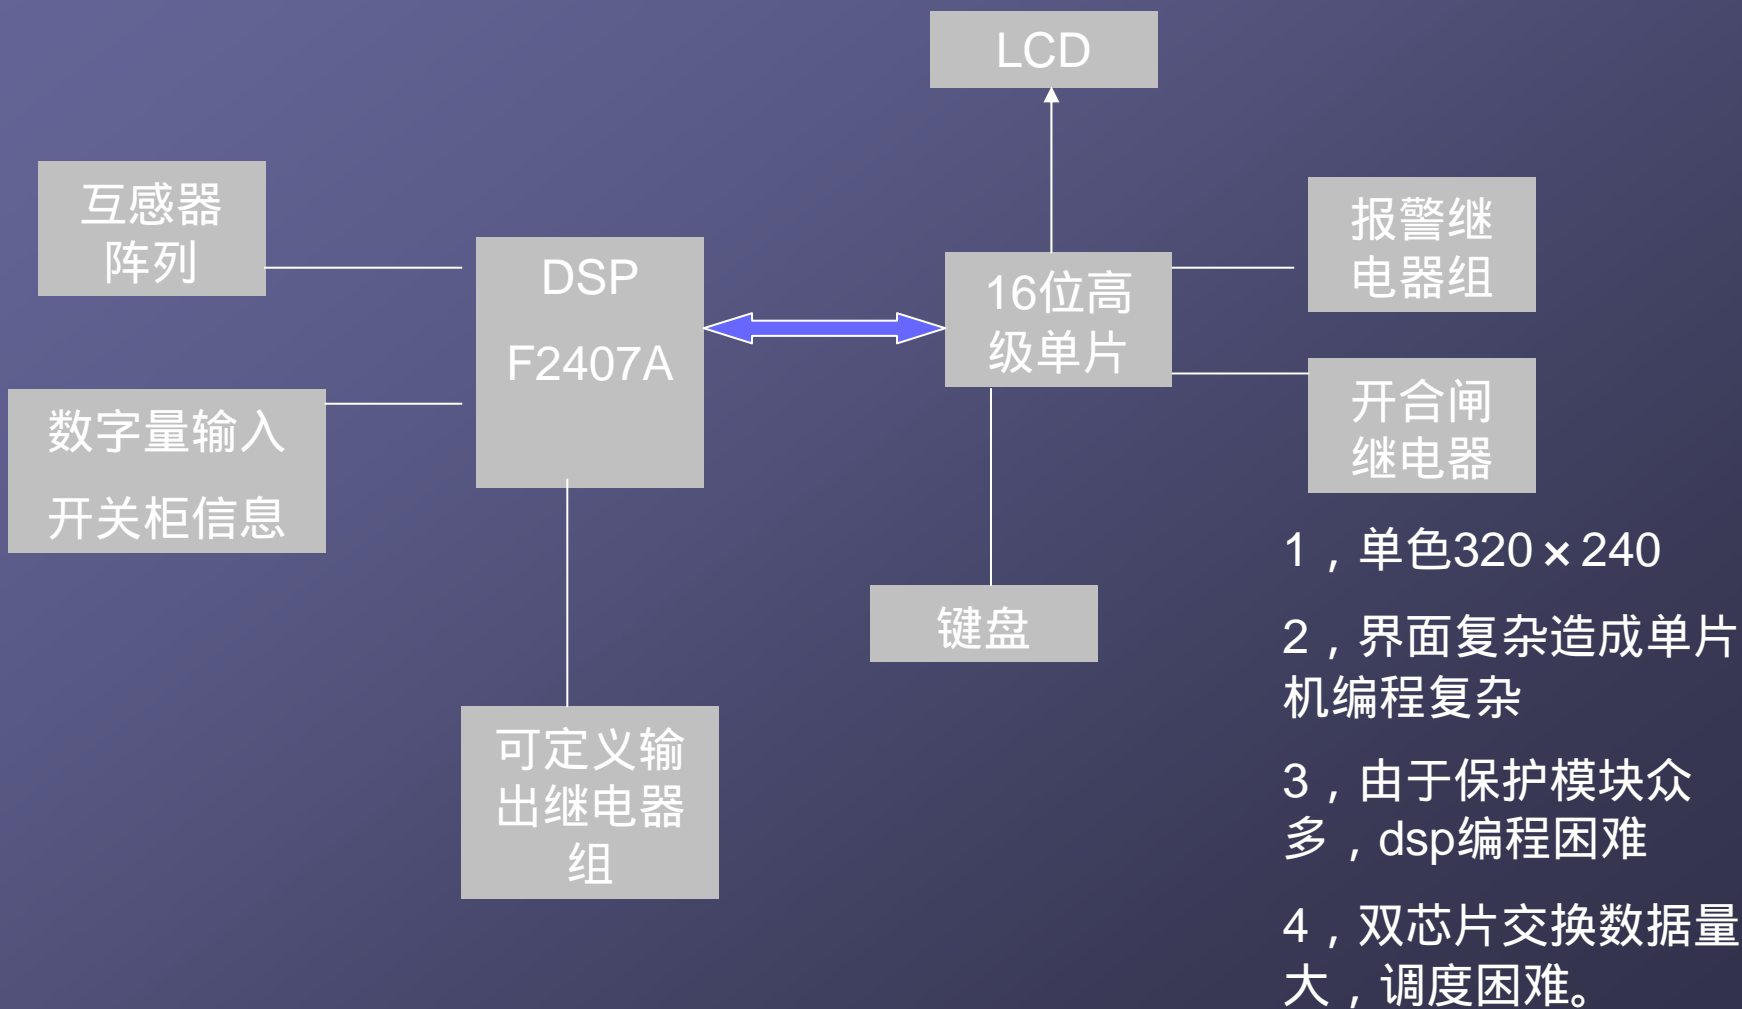 LCD
互感器
阵列
报警继
电器组
DSP
F2407A
16位高
级单片
数字量输入
开关柜信息
开合闸
继电器
键盘
可定义输
出继电器
组
1，单色320×240
2，界面复杂造成单片
机编程复杂
3，由于保护模块众
多，dsp编程困难
4，双芯片交换数据量
大，调度困难。